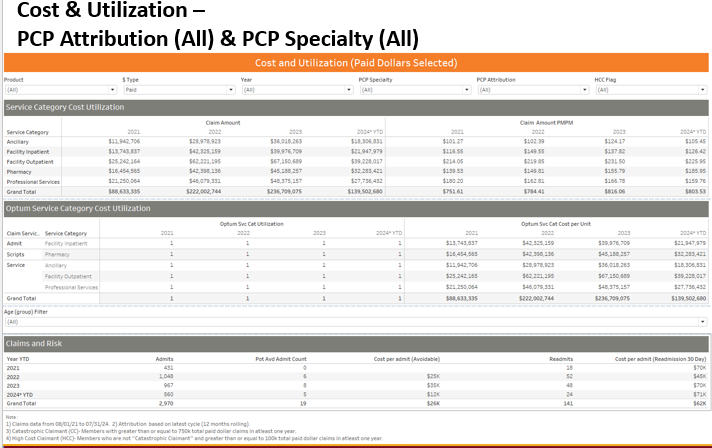 Cost & Utilization –
PCP Attribution (All) & PCP Specialty (All)
Cost and Utilization (Paid Dollars Selected)
Product $ Type Year PCP Specialty PCP Attribution HCC Flag
(All) Paid (All) (All) (All) (All)
Service Category Cost Utilization
Claim Amount Claim Amount PMPM
Service Category 2021 2022 2023 2024* YTD 2021 2022 2023 2024* YTD
Ancillary $11,942,706 $28,978,923 $36,018,263 $18,306,831 $101.27 $102.39 $124.17 $105.45
Facility Inpatient $13,743,837 $42,325,159 $39,976,709 $21,947,979 $116.55 $149.55 $137.82 $126.42
Facility Outpatient $25,242,164 $62,221,195 $67,150,689 $39,228,017 $214.05 $219.85 $231.50 $225.95
Pharmacy $16,454,565 $42,398,136 $45,188,257 $32,283,421 $139.53 $149.81 $155.79 $185.95
Professional Services $21,250,064 $46,079,331 $48,375,157 $27,736,432 $180.20 $162.81 $166.78 $159.76
Grand Total $88,633,335 $222,002,744 $236,709,075 $139,502,680 $751.61 $784.41 $816.06 $803.53
Optum Service Category Cost Utilization
Optum Svc Cat Utilization Optum Svc Cat Cost per Unit
Claim Servic.. Service Category 2021 2022 2023 2024* YTD 2021 2022 2023 2024* YTD
Admit Facility Inpatient 1 1 1 1 $13,743,837 $42,325,159 $39,976,709 $21,947,979
Scripts Pharmacy 1 1 1 1 $16,454,565 $42,398,136 $45,188,257 $32,283,421
Service Ancillary 1 1 1 1 $11,942,706 $28,978,923 $36,018,263 $18,306,831
Facility Outpatient 1 1 1 1 $25,242,165 $62,221,195 $67,150,689 $39,228,017
Professional Services 1 1 1 1 $21,250,064 $46,079,331 $48,375,157 $27,736,432
Grand Total 1 1 1 1 $88,633,335 $222,002,744 $236,709,075 $139,502,680
Age (group) Filter
(All)
Claims and Risk
Year YTD Admits Pot Avd Admit Count Cost per admit (Avoidable) Readmits Cost per admit (Readmission 30 Day)
2021 431 0 18 $70K
2022 1,048 6 $25K 52 $45K
2023 967 8 $35K 48 $70K
2024* YTD 560 5 $12K 24 $71K
Grand Total 2,970 19 $26K 141 $62K
Note :
1) Claims data from 08/01/21 to 07/31/24. 2) Attribution based on latest cycle (12 months rolling).
3) Catastrophic Claimant (CC)- Members with greater than or equal to 750k total paid dollar claims in atleast one year.
4) High Cost Claimant (HCC)- Members who are not "Catastrophic Claimant" and greater than or equal to 100k total paid dollar claims in atleast one year.